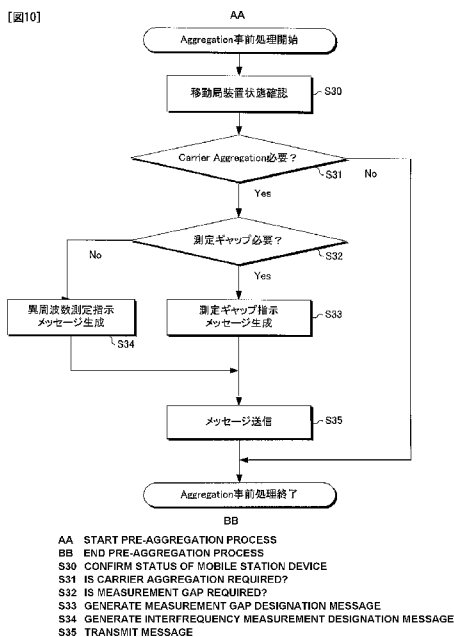 [図10]
AA
Aggregation事前処理開始
移動局装置状態確認
S30
Carrier Aggregation必要？
S31
No
Yes
測定ギャップ必要？
S32
No
Yes
異周波数測定指示
メッセージ生成
S34
測定ギャップ指示
メッセージ生成
S33
メッセージ送信
S35
Aggregation事前処理終了
BB
AA START PRE-AGGREGATION PROCESS
BB END PRE-AGGREGATION PROCESS
S30 CONFIRM STATUS OF MOBILE STATION DEVICE
S31 IS CARRIER AGGREGATION REQUIRED?
S32 IS MEASUREMENT GAP REQUIRED?
S33 GENERATE MEASUREMENT GAP DESIGNATION MESSAGE
S34 GENERATE INTERFREQUENCY MEASUREMENT DESIGNATION MESSAGE
S35 TRANSMIT MESSAGE